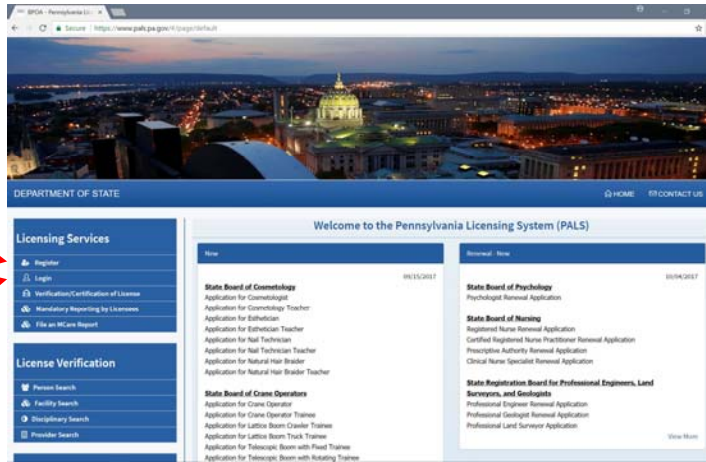 BPOA - Pennsylvania Lic
Secure | https://www.pals.pa.gov/#/page/default
DEPARTMENT OF STATE
HOME
CONTACT US
Welcome to the Pennsylvania Licensing System (PALS)
Licensing Services
Register
Login
Verification/Certification of License
Mandatory Reporting by Licensees
File an MCare Report
License Verification
Person Search
Facility Search
Disciplinary Search
Provider Search
New
09/15/2017
State Board of Cosmetology
Application for Cosmetologist
Application for Cosmetology Teacher
Application for Esthetician
Application for Esthetician Teacher
Application for Nail Technician
Application for Nail Technician Teacher
Application for Natural Hair Braider
Application for Natural Hair Braider Teacher
State Board of Crane Operators
Application for Crane Operator
Application for Crane Operator Trainee
Application for Lattice Boom Crawler Trainee
Application for Lattice Boom Truck Trainee
Application for Telescopic Boom with Fixed Trainee
Application for Telescopic Boom with Rotating Trainee
Renewal - New
10/04/2017
State Board of Psychology
Psychologist Renewal Application
State Board of Nursing
Registered Nurse Renewal Application
Certified Registered Nurse Practitioner Renewal Application
Prescriptive Authority Renewal Application
Clinical Nurse Specialist Renewal Application
State Registration Board for Professional Engineers, Land
Surveyors, and Geologists
Professional Engineer Renewal Application
Professional Geologist Renewal Application
Professional Land Surveyor Application
View More